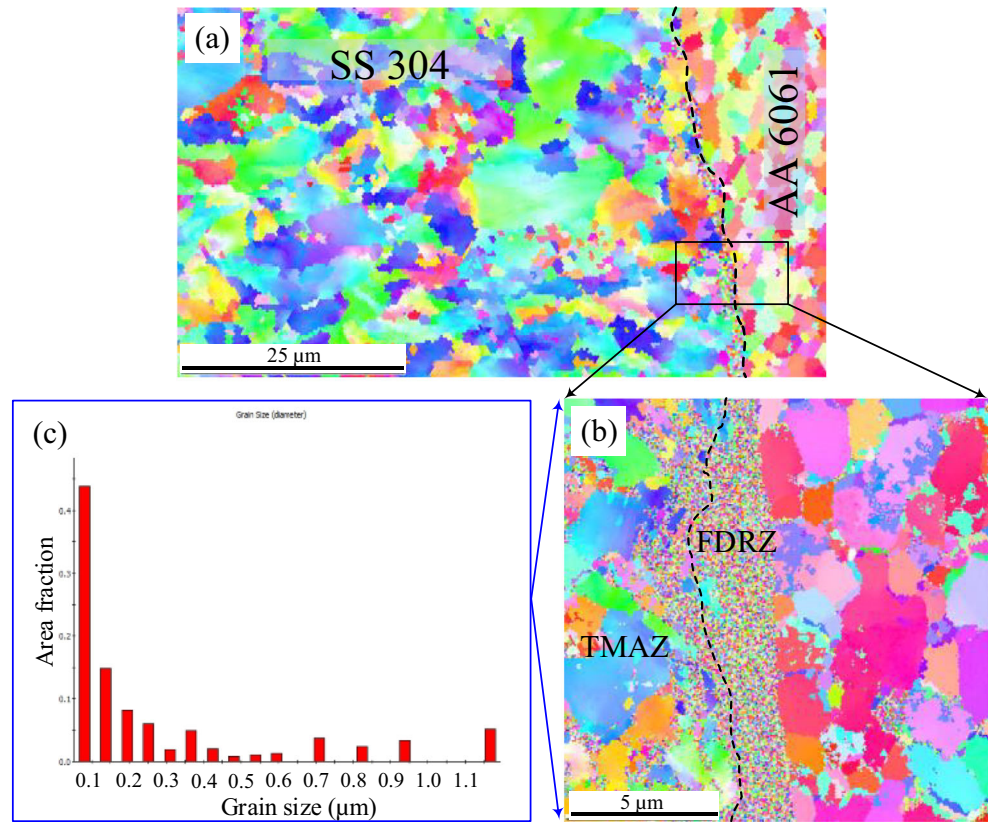 (a)
SS 304
AA 6061
25 µm
(c)
Grain Size (diameter)
0.4
0.3
0.2
0.1
0.0
Area fraction
0.1 0.2 0.3 0.4 0.5 0.6 0.7 0.8 0.9 1.0 1.1
Grain size (µm)
(b)
FDRZ
TMAZ
5 µm